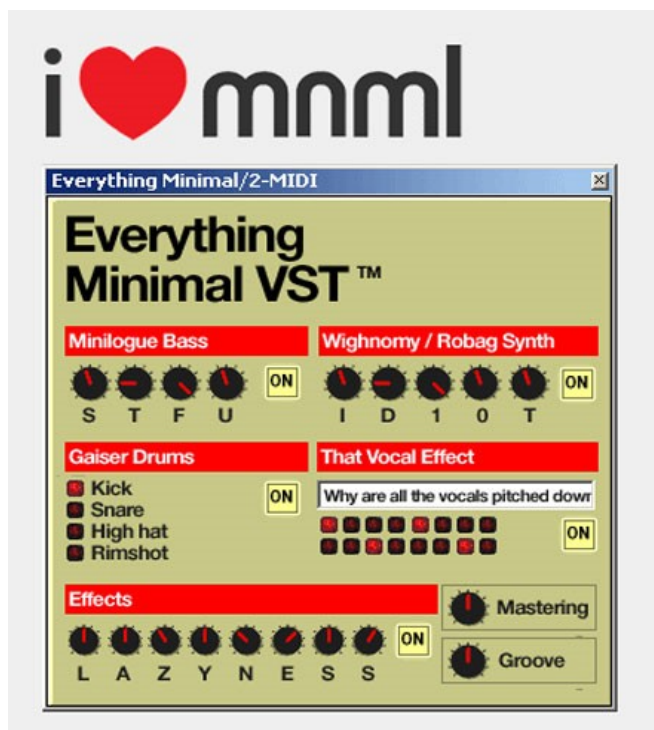 i ❤ mnml
Everything Minimal/2-MIDI
Everything
Minimal VST™
Minilogue Bass
ON
S T F U
Wighnomy / Robag Synth
ON
I D 1 0 T
Gaiser Drums
Kick
Snare
High hat
Rimshot
ON
That Vocal Effect
Why are all the vocals pitched down
ON
Effects
ON
L A Z Y N E S S
Mastering
Groove